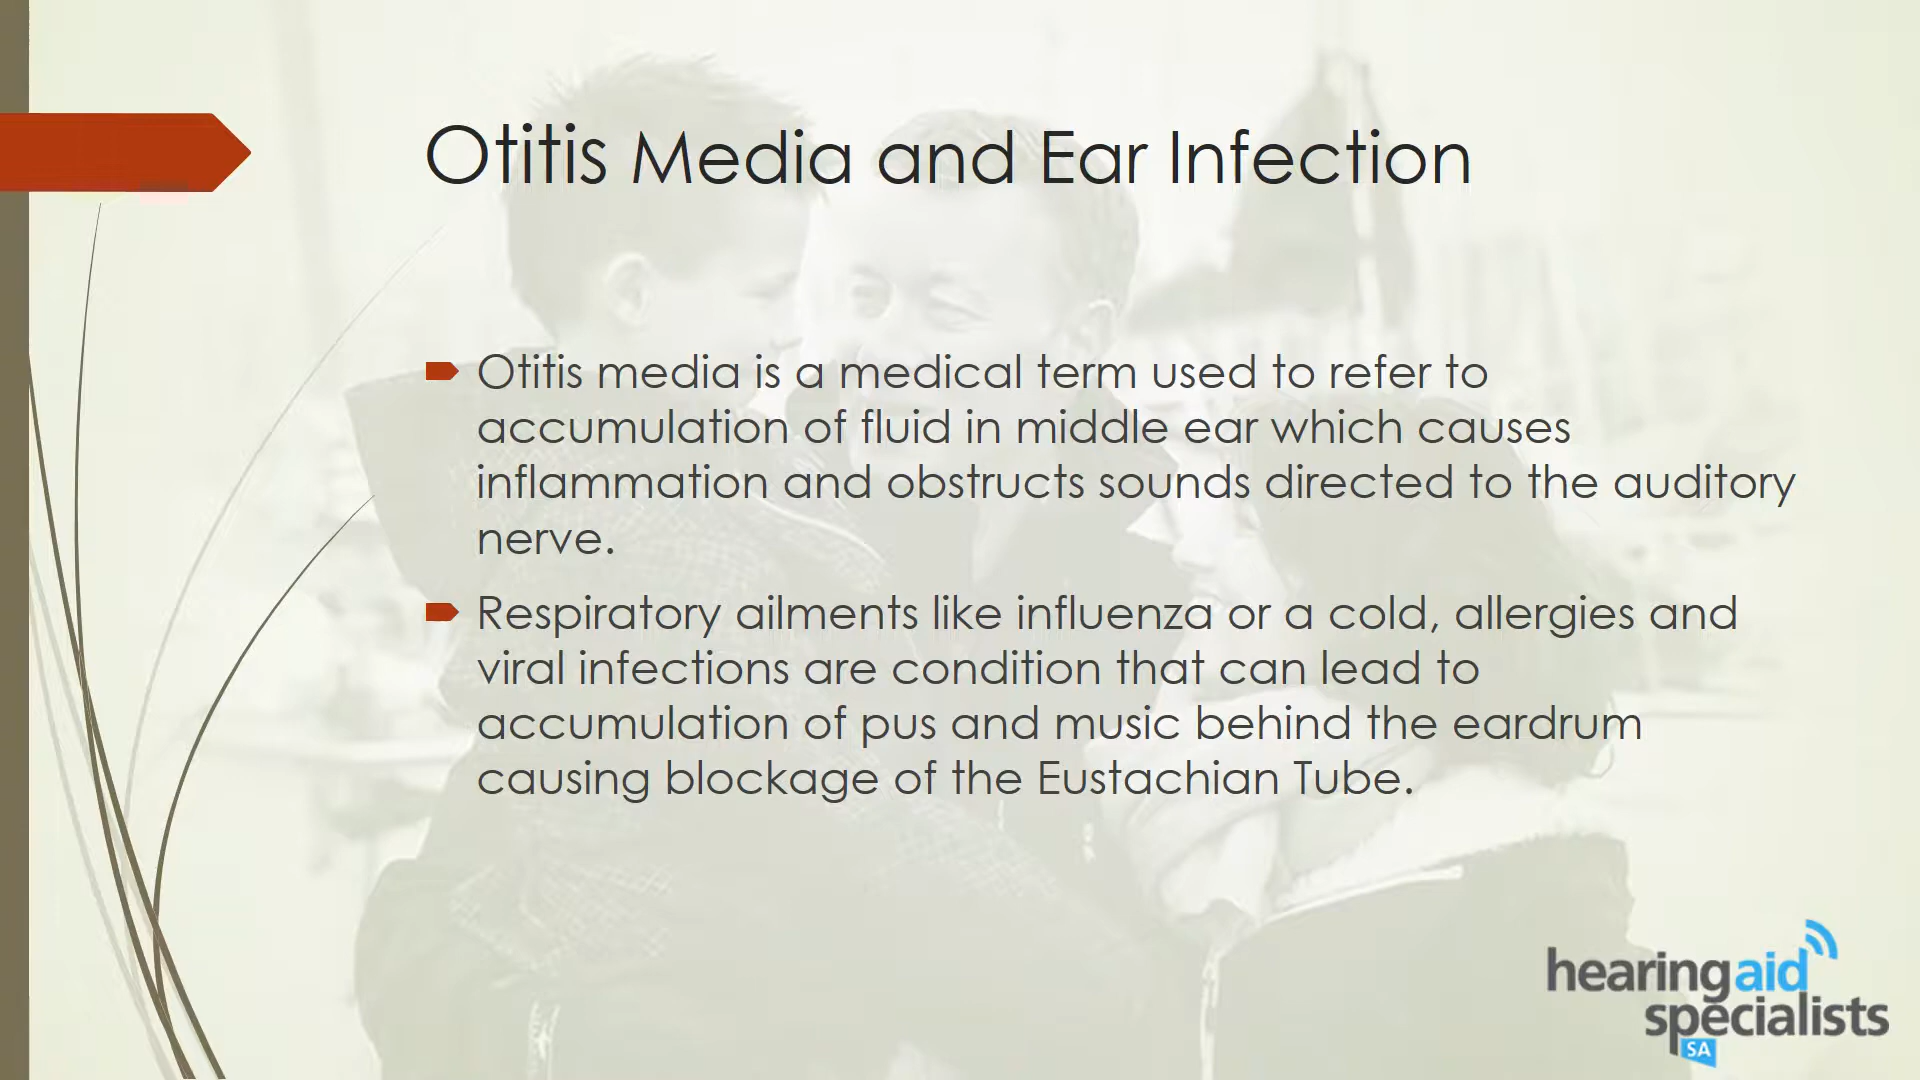 Otitis Media and Ear Infection
Otitis media is a medical term used to refer to
accumulation of fluid in middle ear which causes
inflammation and obstructs sounds directed to the auditory
nerve.
Respiratory ailments like influenza or a cold, allergies and
viral infections are condition that can lead to
accumulation of pus and music behind the eardrum
causing blockage of the Eustachian Tube.
hearingaid
specialists
SA